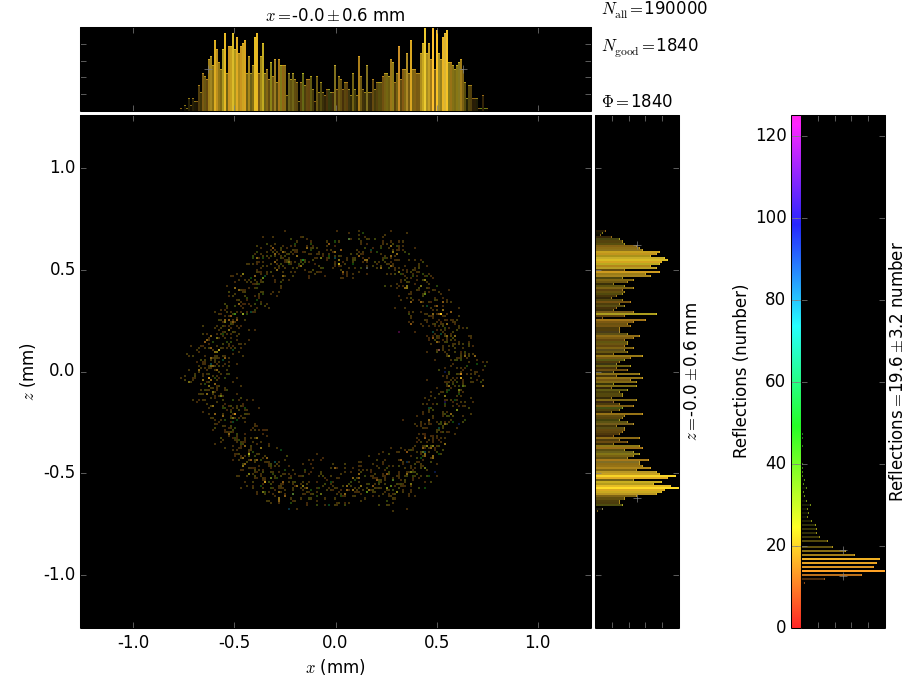 x = -0.0 ± 0.6 mm
N_all = 190000
N_good = 1840
Φ = 1840
1.0
0.5
0.0
-0.5
-1.0
z (mm)
-1.0 -0.5 0.0 0.5 1.0
x (mm)
z = -0.0 ± 0.6 mm
Reflections (number)
120
100
80
60
40
20
0
Reflections = 19.6 ± 3.2 number